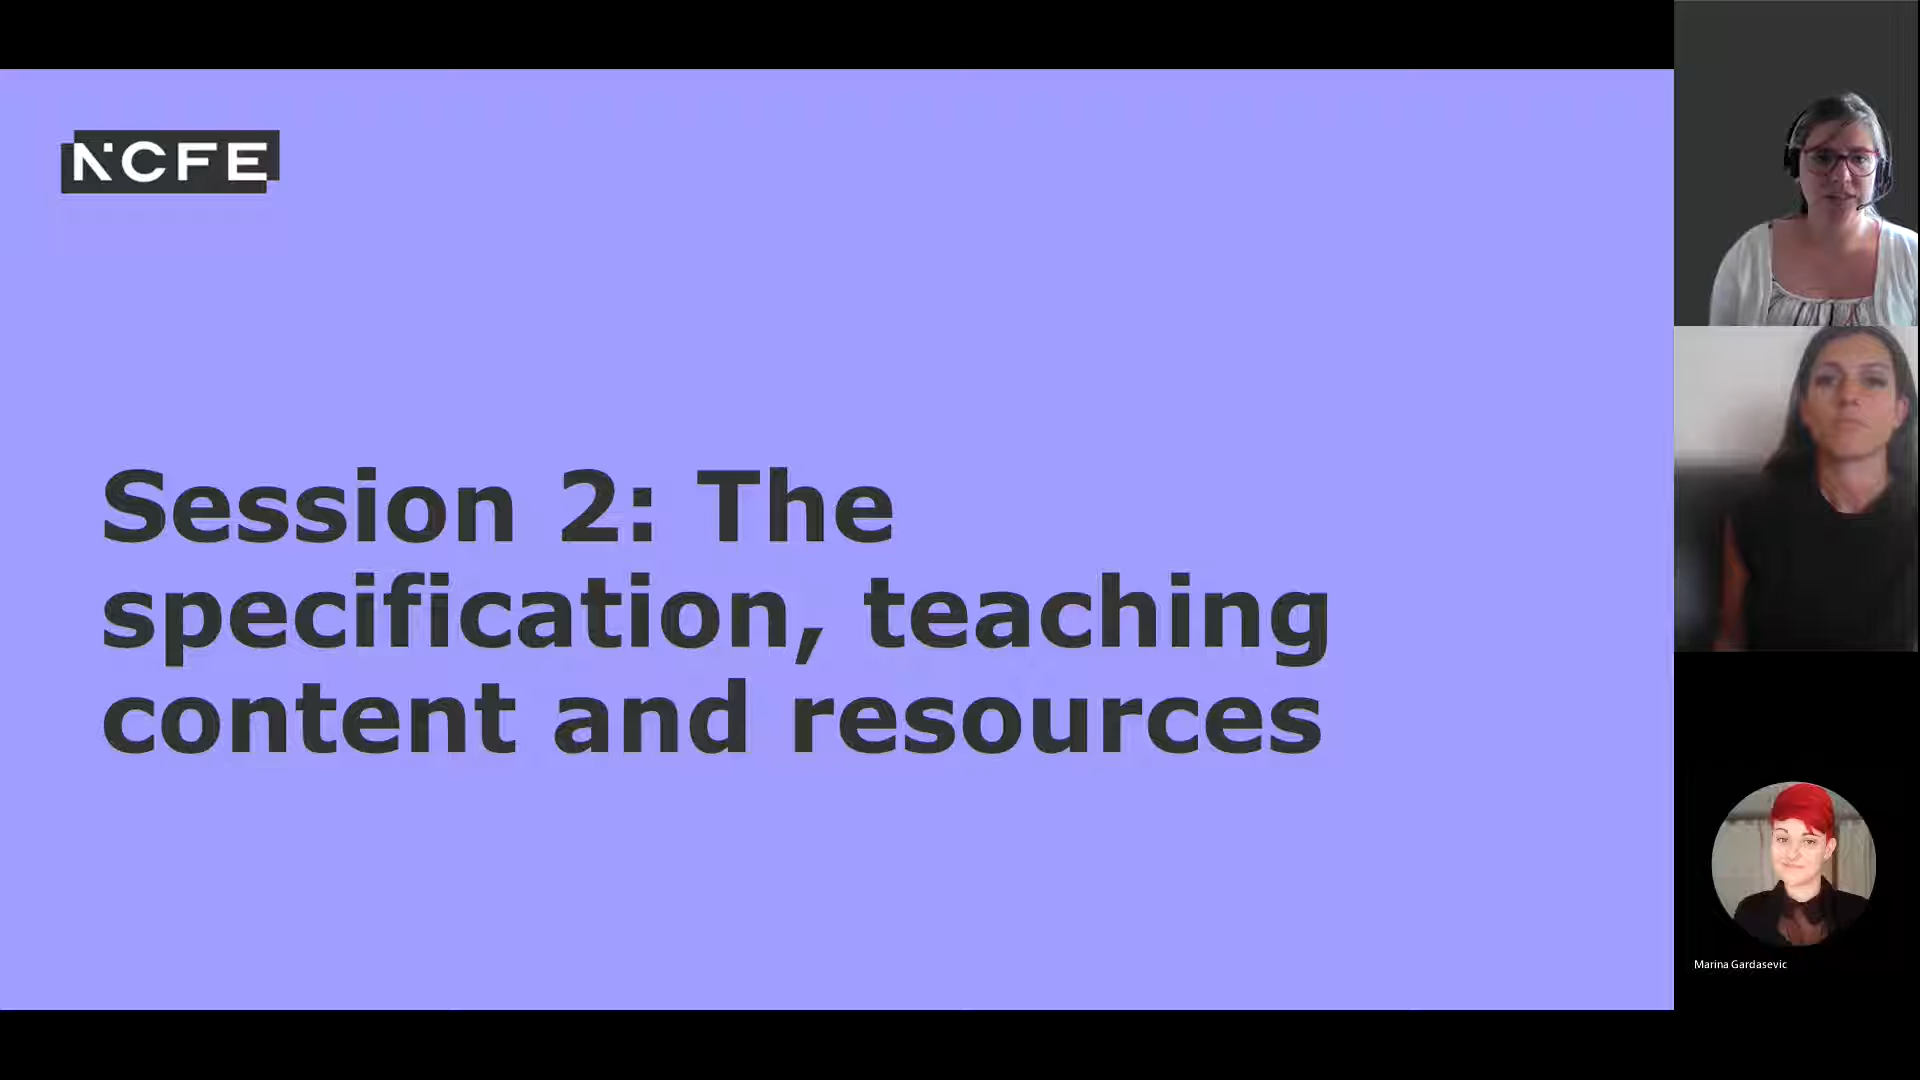 NCFE
Session 2: The
specification, teaching
content and resources
Marina Gardasevic